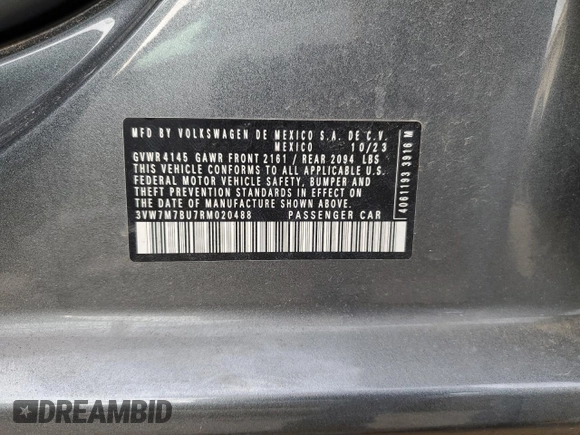 MFD BY VOLKSWAGEN DE MEXICO S.A. DE C.V.
MEXICO 10/23
GVWR 4145 GAWR FRONT 2161 / REAR 2094 LBS
THIS VEHICLE CONFORMS TO ALL APPLICABLE U.S.
FEDERAL MOTOR VEHICLE SAFETY, BUMPER AND
THEFT PREVENTION STANDARDS IN EFFECT ON
THE DATE OF MANUFACTURE SHOWN ABOVE.
3VW7M7BU7RM020488 PASSENGER CAR
4061193 3916 M
DREAMBID